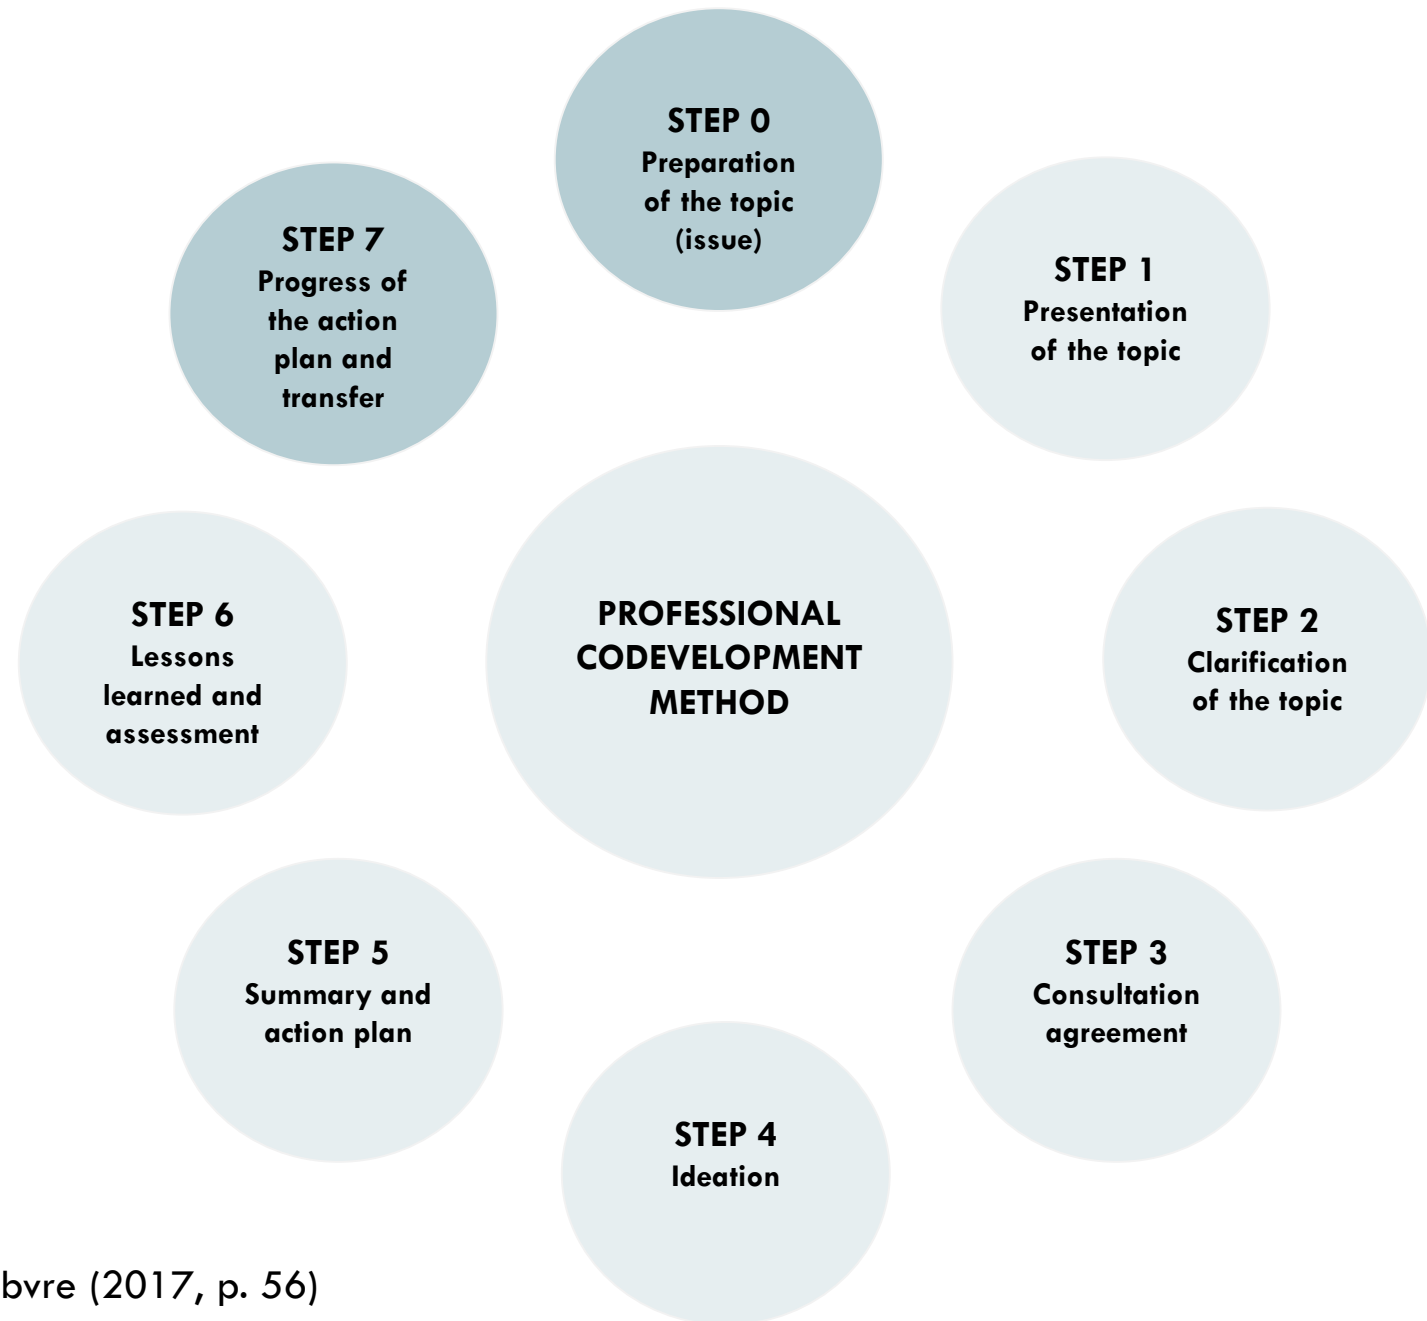 STEP 0
Preparation
of the topic
(issue)
STEP 1
Presentation
of the topic
STEP 2
Clarification
of the topic
STEP 3
Consultation
agreement
STEP 4
Ideation
STEP 5
Summary and
action plan
STEP 6
Lessons
learned and
assessment
STEP 7
Progress of
the action
plan and
transfer
PROFESSIONAL
CODEVELOPMENT
METHOD
bvre (2017, p. 56)